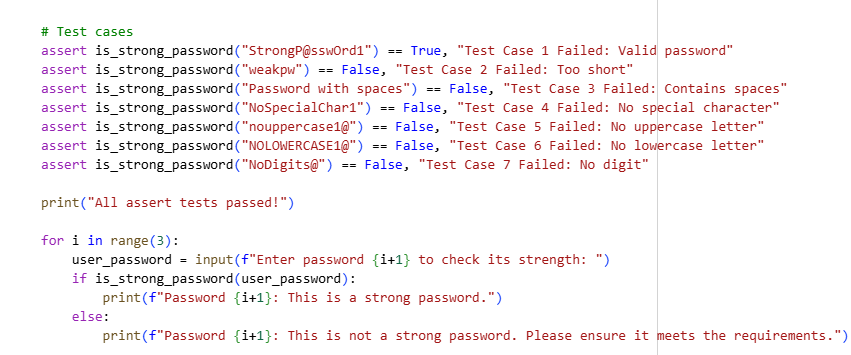 # Test cases
assert is_strong_password("StrongP@sswOrd1") == True, "Test Case 1 Failed: Valid password"
assert is_strong_password("weakpw") == False, "Test Case 2 Failed: Too short"
assert is_strong_password("Password with spaces") == False, "Test Case 3 Failed: Contains spaces"
assert is_strong_password("NoSpecialChar1") == False, "Test Case 4 Failed: No special character"
assert is_strong_password("nouppercase1@") == False, "Test Case 5 Failed: No uppercase letter"
assert is_strong_password("NOLOWERCASE1@") == False, "Test Case 6 Failed: No lowercase letter"
assert is_strong_password("NoDigits@") == False, "Test Case 7 Failed: No digit"

print("All assert tests passed!")

for i in range(3):
    user_password = input(f"Enter password {i+1} to check its strength: ")
    if is_strong_password(user_password):
        print(f"Password {i+1}: This is a strong password.")
    else:
        print(f"Password {i+1}: This is not a strong password. Please ensure it meets the requirements.")